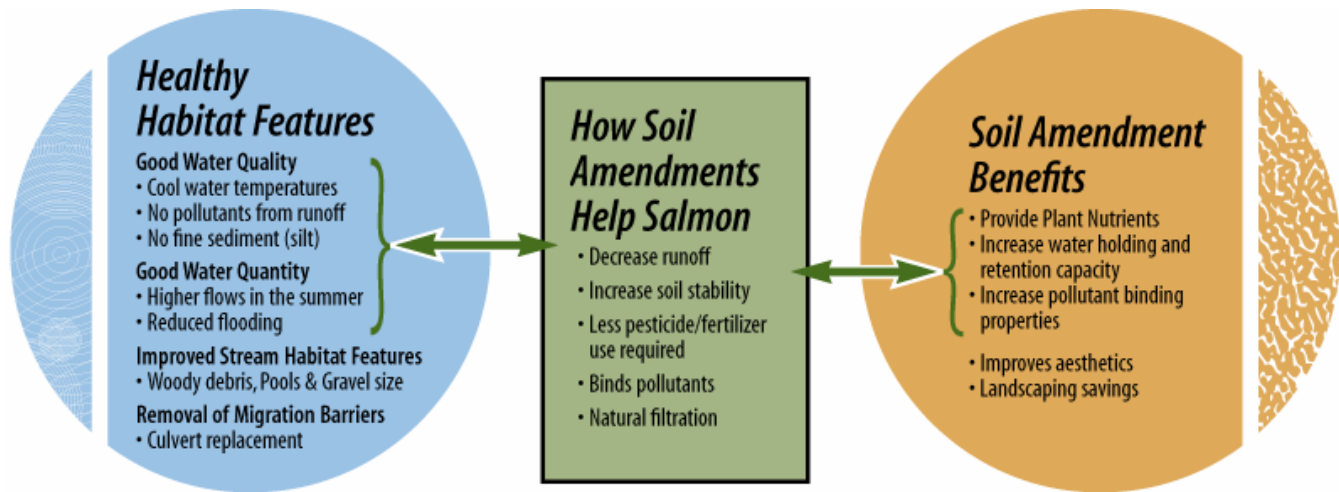 Healthy
Habitat Features
Good Water Quality
• Cool water temperatures
• No pollutants from runoff
• No fine sediment (silt)
Good Water Quantity
• Higher flows in the summer
• Reduced flooding
Improved Stream Habitat Features
• Woody debris, Pools & Gravel size
Removal of Migration Barriers
• Culvert replacement
How Soil
Amendments
Help Salmon
• Decrease runoff
• Increase soil stability
• Less pesticide/fertilizer
use required
• Binds pollutants
• Natural filtration
Soil Amendment
Benefits
• Provide Plant Nutrients
• Increase water holding and
retention capacity
• Increase pollutant binding
properties
• Improves aesthetics
• Landscaping savings